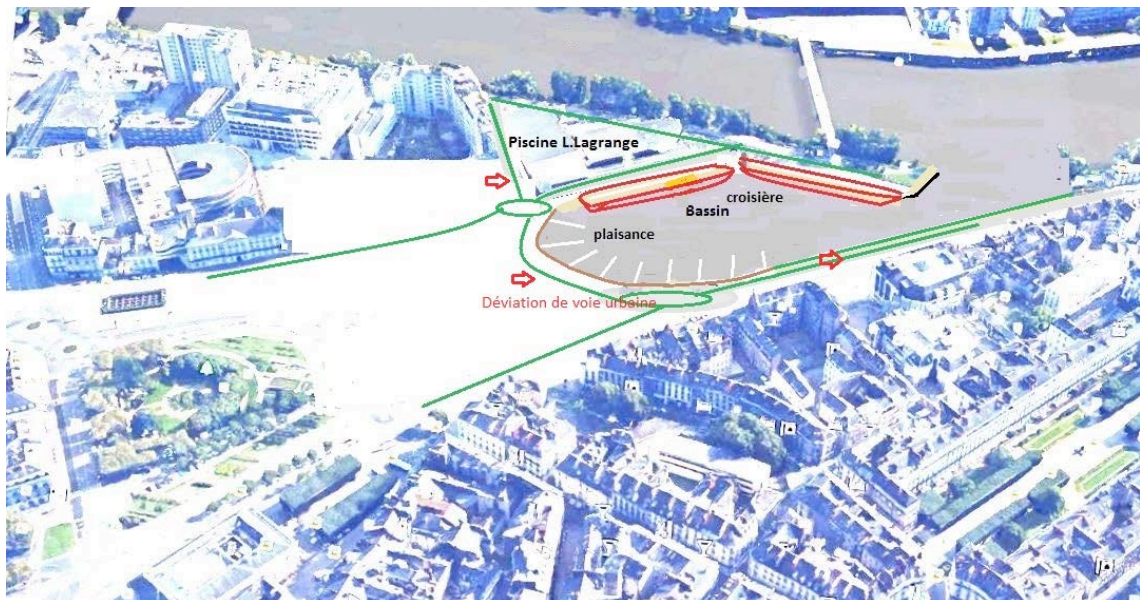 Piscine L.Lagrange
croisière
Bassin
plaisance
Déviation de voie urbaine